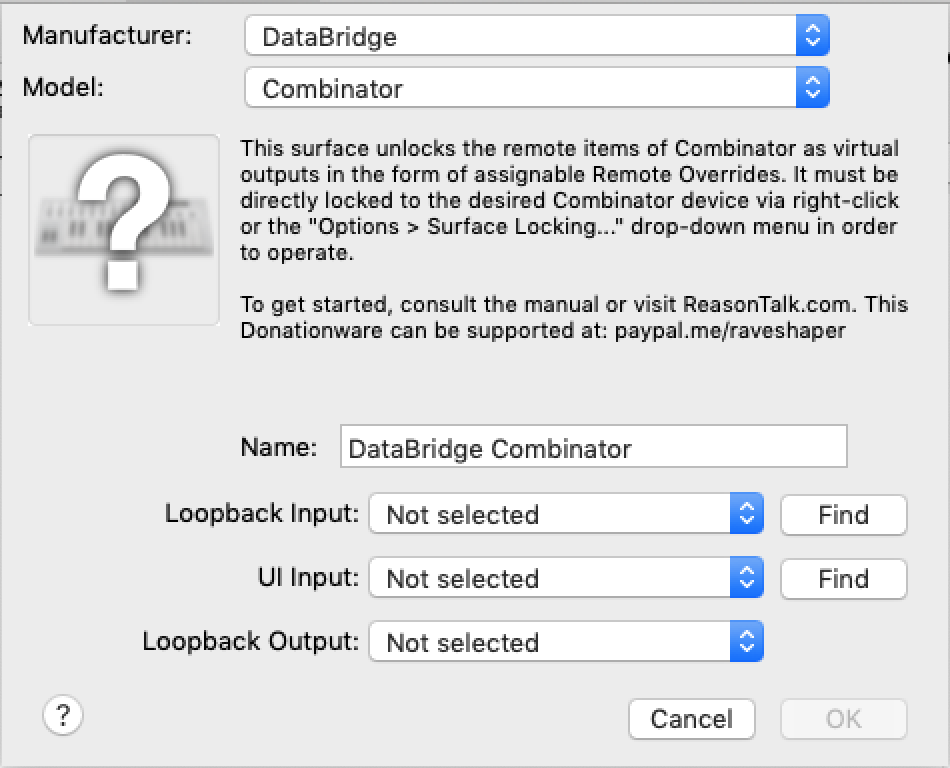 Manufacturer: DataBridge
Model: Combinator
This surface unlocks the remote items of Combinator as virtual
outputs in the form of assignable Remote Overrides. It must be
directly locked to the desired Combinator device via right-click
or the "Options > Surface Locking..." drop-down menu in order
to operate.
To get started, consult the manual or visit ReasonTalk.com. This
Donationware can be supported at: paypal.me/raveshaper
Name: DataBridge Combinator
Loopback Input: Not selected Find
UI Input: Not selected Find
Loopback Output: Not selected
? Cancel OK